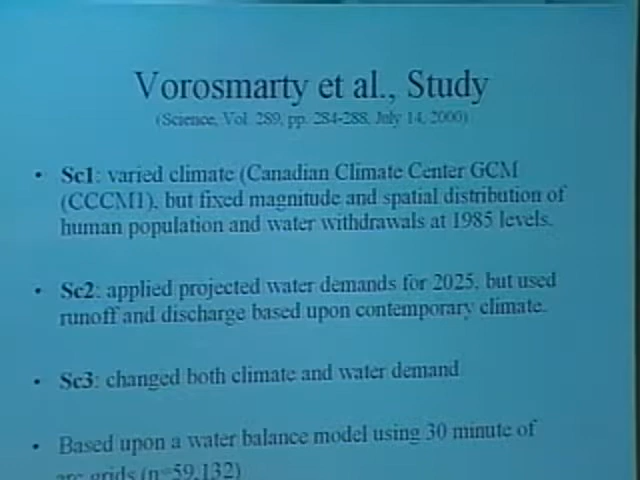 Vorosmarty et al., Study
(Science, Vol. 289, pp. 284-288, July 14, 2000)
• Sc1: varied climate (Canadian Climate Center GCM
(CCCM1), but fixed magnitude and spatial distribution of
human population and water withdrawals at 1985 levels.
• Sc2: applied projected water demands for 2025, but used
runoff and discharge based upon contemporary climate.
• Sc3: changed both climate and water demand
• Based upon a water balance model using 30 minute of
arc grids (n=59,132)